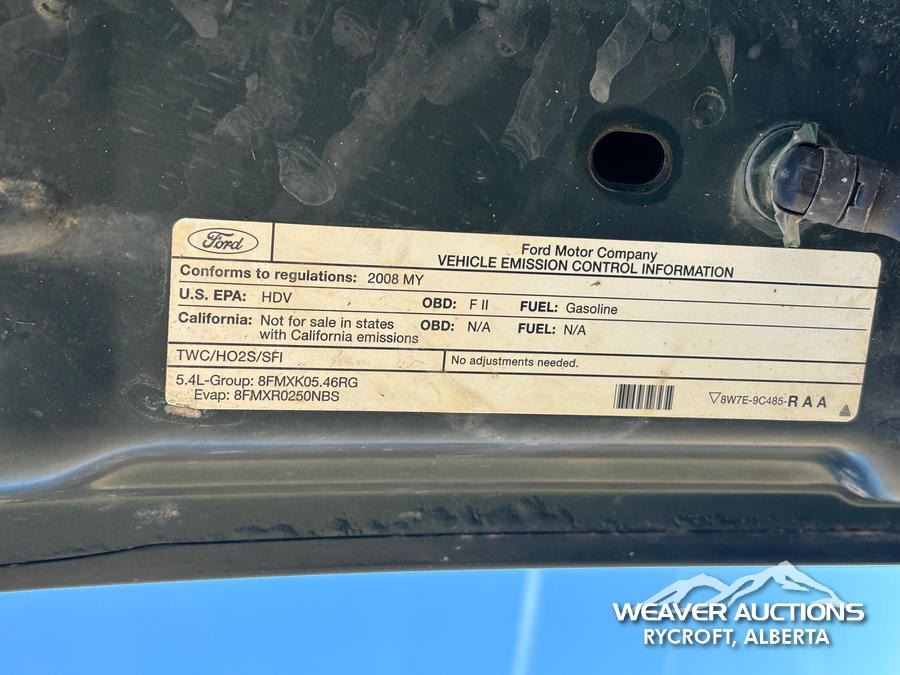 Ford
Ford Motor Company
VEHICLE EMISSION CONTROL INFORMATION
Conforms to regulations: 2008 MY
U.S. EPA: HDV OBD: F II FUEL: Gasoline
California: Not for sale in states with California emissions OBD: N/A FUEL: N/A
TWC/HO2S/SFI No adjustments needed.
5.4L-Group: 8FMXK05.46RG
Evap: 8FMXR0250NBS
8W7E-9C485-RAA
WEAVER AUCTIONS
RYCROFT, ALBERTA